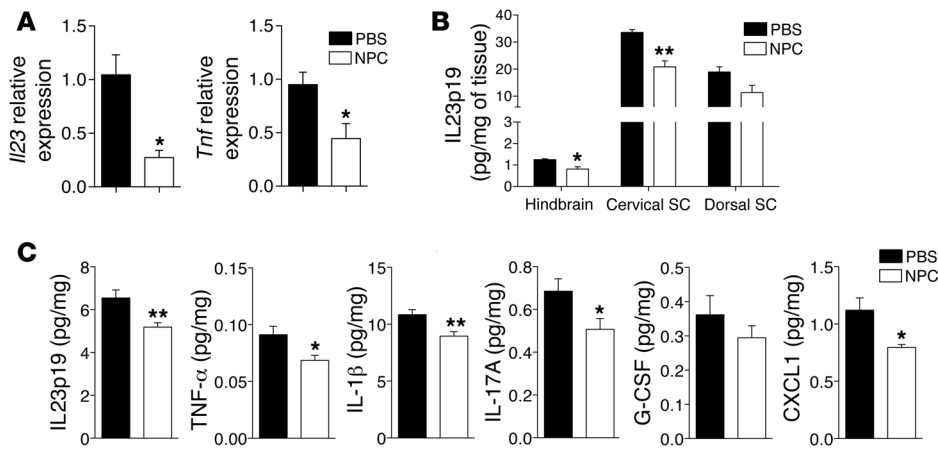 A
Il23 relative
expression
1.5
1.0
0.5
0.0
*
Tnf relative
expression
1.5
1.0
0.5
0.0
*
PBS
NPC
B
IL23p19
(pg/mg of tissue)
40
30
20
10
3
2
1
0
*
**
PBS
NPC
Hindbrain Cervical SC Dorsal SC
C
PBS
NPC
IL23p19 (pg/mg)
8
6
4
2
0
**
TNF-α (pg/mg)
0.15
0.10
0.05
0.00
*
IL-1β (pg/mg)
15
10
5
0
**
IL-17A (pg/mg)
0.8
0.6
0.4
0.2
0.0
*
G-CSF (pg/mg)
0.5
0.4
0.3
0.2
0.1
0.0
CXCL1 (pg/mg)
1.5
1.0
0.5
0.0
*